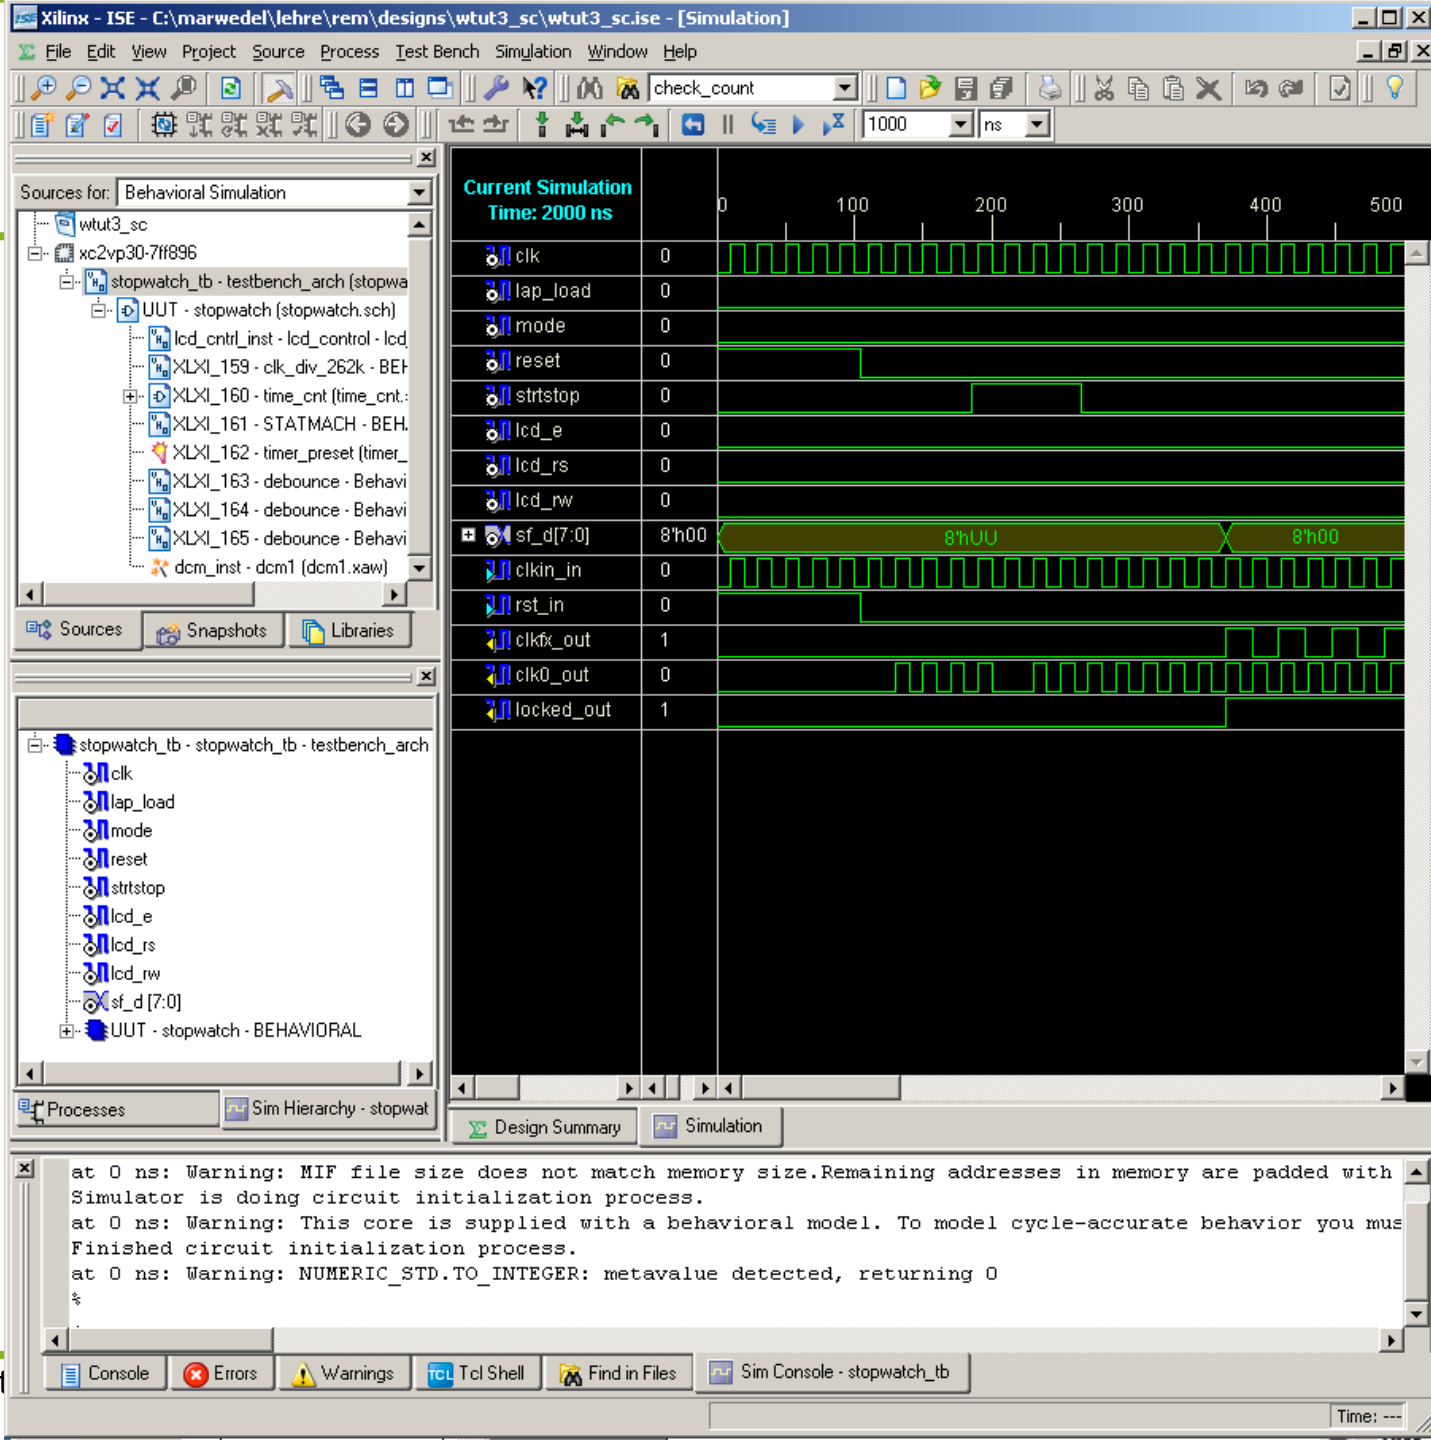 Xilinx - ISE - C:\marwedel\lehre\rem\designs\wtut3_sc\wtut3_sc.ise - [Simulation]
File Edit View Project Source Process Test Bench Simulation Window Help
check_count
1000 ns
Sources for: Behavioral Simulation
wtut3_sc
xc2vp30-7ff896
stopwatch_tb - testbench_arch (stopwa
UUT - stopwatch (stopwatch.sch)
lcd_cntrl_inst - lcd_control - lcd_
XLXI_159 - clk_div_262k - BEH
XLXI_160 - time_cnt (time_cnt.s
XLXI_161 - STATMACH - BEH.
XLXI_162 - timer_preset (timer_
XLXI_163 - debounce - Behavi
XLXI_164 - debounce - Behavi
XLXI_165 - debounce - Behavi
dcm_inst - dcm1 (dcm1.xaw)
Sources Snapshots Libraries
stopwatch_tb - stopwatch_tb - testbench_arch
clk
lap_load
mode
reset
strtstop
lcd_e
lcd_rs
lcd_rw
sf_d [7:0]
UUT - stopwatch - BEHAVIORAL
Processes Sim Hierarchy - stopwat
Current Simulation
Time: 2000 ns
0 100 200 300 400 500
clk 0
lap_load 0
mode 0
reset 0
strtstop 0
lcd_e 0
lcd_rs 0
lcd_rw 0
sf_d[7:0] 8'h00 8'hUU 8'h00
clkin_in 0
rst_in 0
clkfx_out 1
clk0_out 0
locked_out 1
Design Summary Simulation
at 0 ns: Warning: MIF file size does not match memory size.Remaining addresses in memory are padded with
Simulator is doing circuit initialization process.
at 0 ns: Warning: This core is supplied with a behavioral model. To model cycle-accurate behavior you mus
Finished circuit initialization process.
at 0 ns: Warning: NUMERIC_STD.TO_INTEGER: metavalue detected, returning 0
%
Console Errors Warnings TCL Tcl Shell Find in Files Sim Console - stopwatch_tb
Time: ---